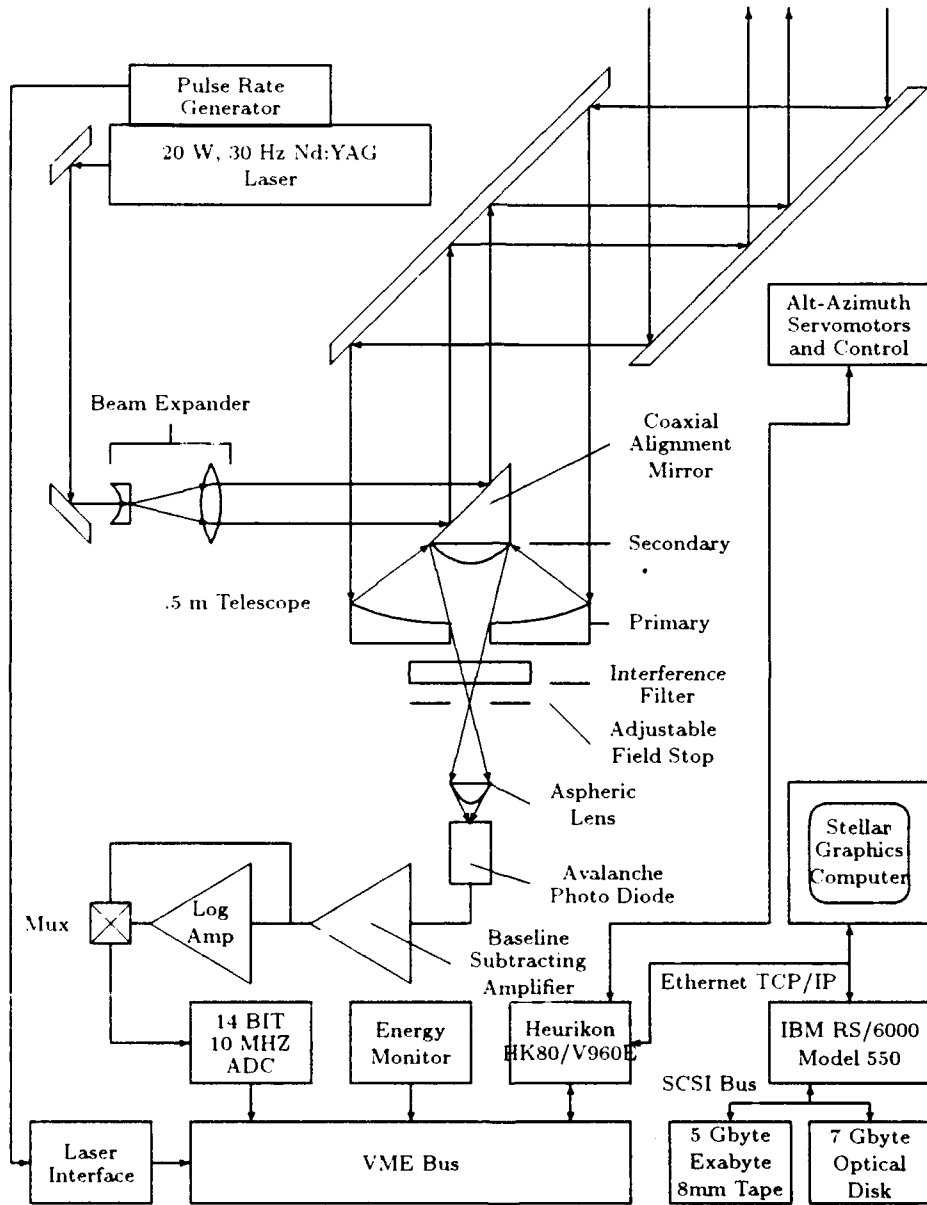 Pulse Rate
Generator
20 W, 30 Hz Nd:YAG
Laser
Alt-Azimuth
Servomotors
and Control
Beam Expander
Coaxial
Alignment
Mirror
Secondary
.5 m Telescope
Primary
Interference
Filter
Adjustable
Field Stop
Aspheric
Lens
Stellar
Graphics
Computer
Avalanche
Photo Diode
Mux
Log
Amp
Baseline
Subtracting
Amplifier
Ethernet TCP/IP
14 BIT
10 MHZ
ADC
Energy
Monitor
Heurikon
HK80/V960E
IBM RS/6000
Model 550
SCSI Bus
Laser
Interface
VME Bus
5 Gbyte
Exabyte
8mm Tape
7 Gbyte
Optical
Disk